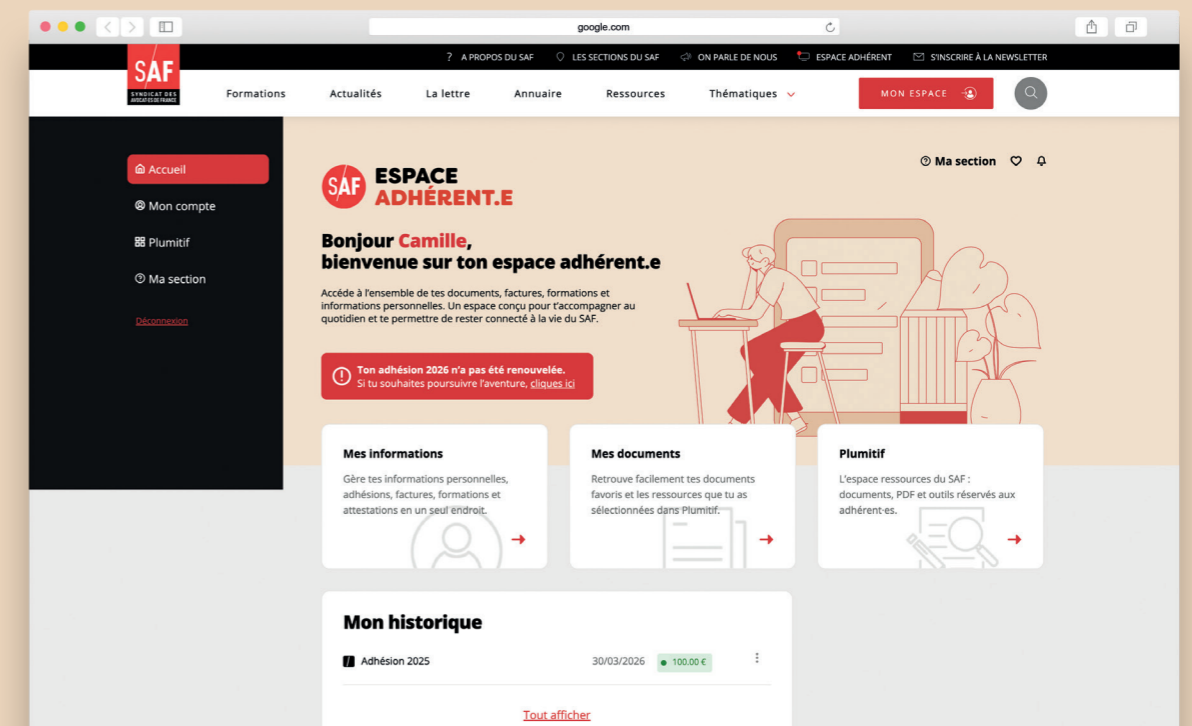 google.com
SAF
SYNDICAT DES
AVOCAT·ES DE FRANCE
A PROPOS DU SAF
LES SECTIONS DU SAF
ON PARLE DE NOUS
ESPACE ADHÉRENT
S'INSCRIRE À LA NEWSLETTER
Formations
Actualités
La lettre
Annuaire
Ressources
Thématiques
MON ESPACE
Accueil
Mon compte
Plumitif
Ma section
Déconnexion
Ma section
SAF
ESPACE
ADHÉRENT.E
Bonjour Camille,
bienvenue sur ton espace adhérent.e
Accéde à l'ensemble de tes documents, factures, formations et
informations personnelles. Un espace conçu pour t'accompagner au
quotidien et te permettre de rester connecté à la vie du SAF.
Ton adhésion 2026 n'a pas été renouvelée.
Si tu souhaites poursuivre l'aventure, cliques ici
Mes informations
Gère tes informations personnelles,
adhésions, factures, formations et
attestations en un seul endroit.
Mes documents
Retrouve facilement tes documents
favoris et les ressources que tu as
sélectionnées dans Plumitif.
Plumitif
L'espace ressources du SAF :
documents, PDF et outils réservés aux
adhérent·es.
Mon historique
Adhésion 2025
30/03/2026
100.00 €
Tout afficher